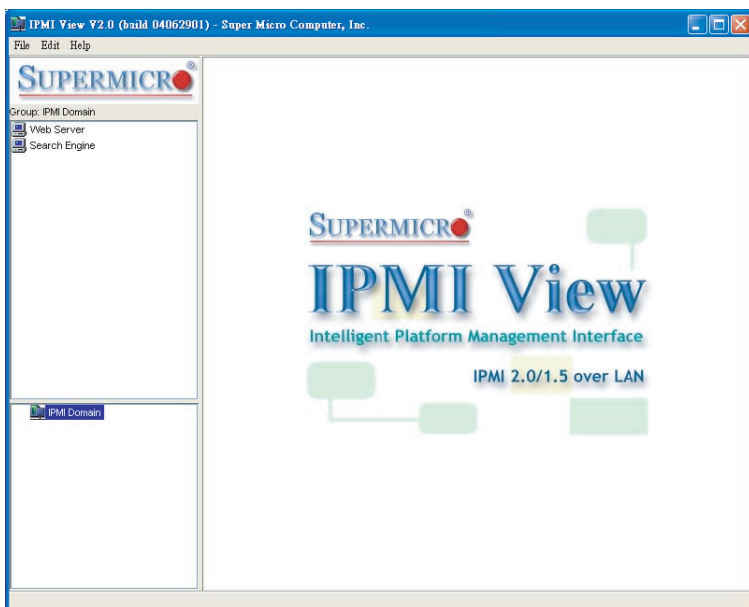 IPMI View V2.0 (build 04062901) - Super Micro Computer, Inc.
File Edit Help
SUPERMICRO®
Group: IPMI Domain
Web Server
Search Engine
SUPERMICRO®
IPMI View
Intelligent Platform Management Interface
IPMI 2.0/1.5 over LAN
IPMI Domain